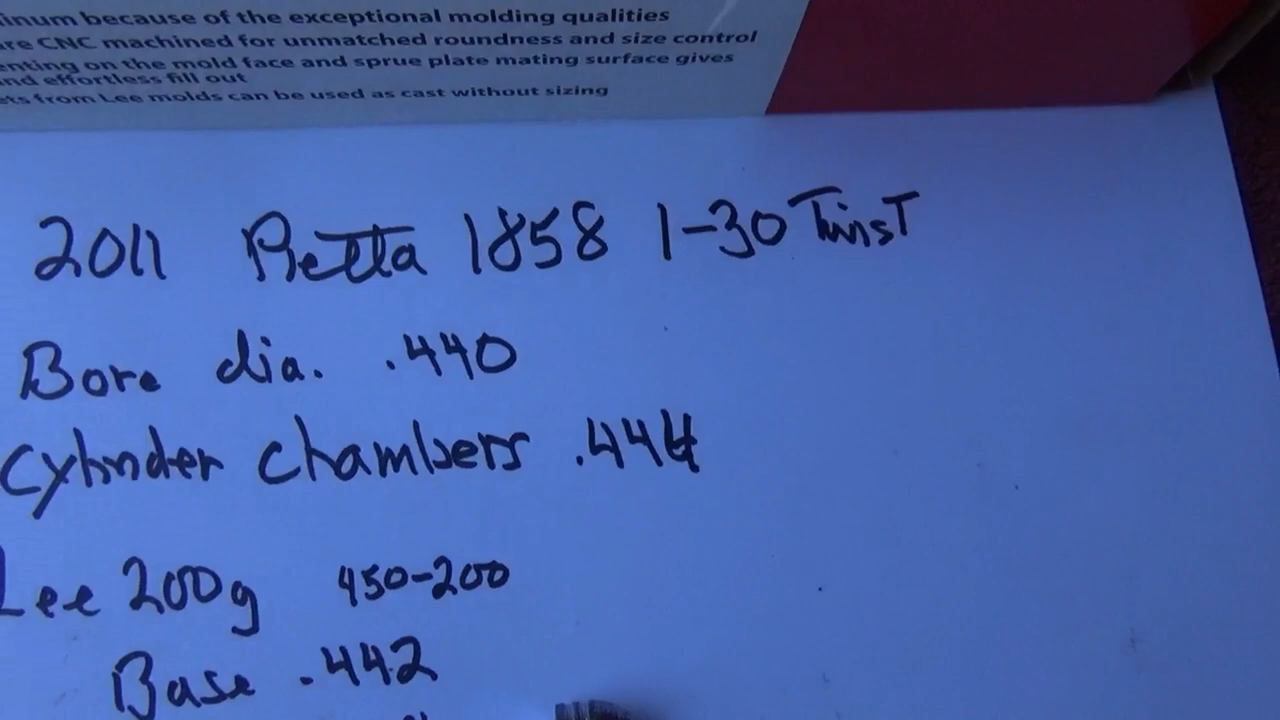 inum because of the exceptional molding qualities
re CNC machined for unmatched roundness and size control
enting on the mold face and sprue plate mating surface gives
nd effortless fill out
ets from Lee molds can be used as cast without sizing
2011 Pietta 1858 1-30 Twist
Bore dia. .440
Cylinder chambers .444
Lee 200g 450-200
Base .442